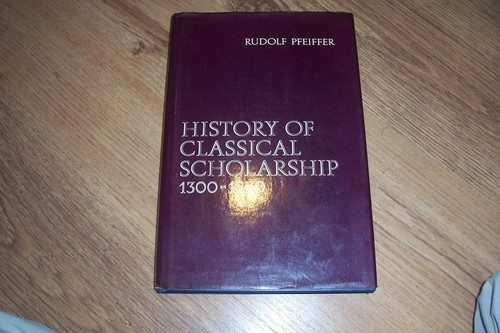 RUDOLF PFEIFFER
HISTORY OF
CLASSICAL
SCHOLARSHIP
1300-